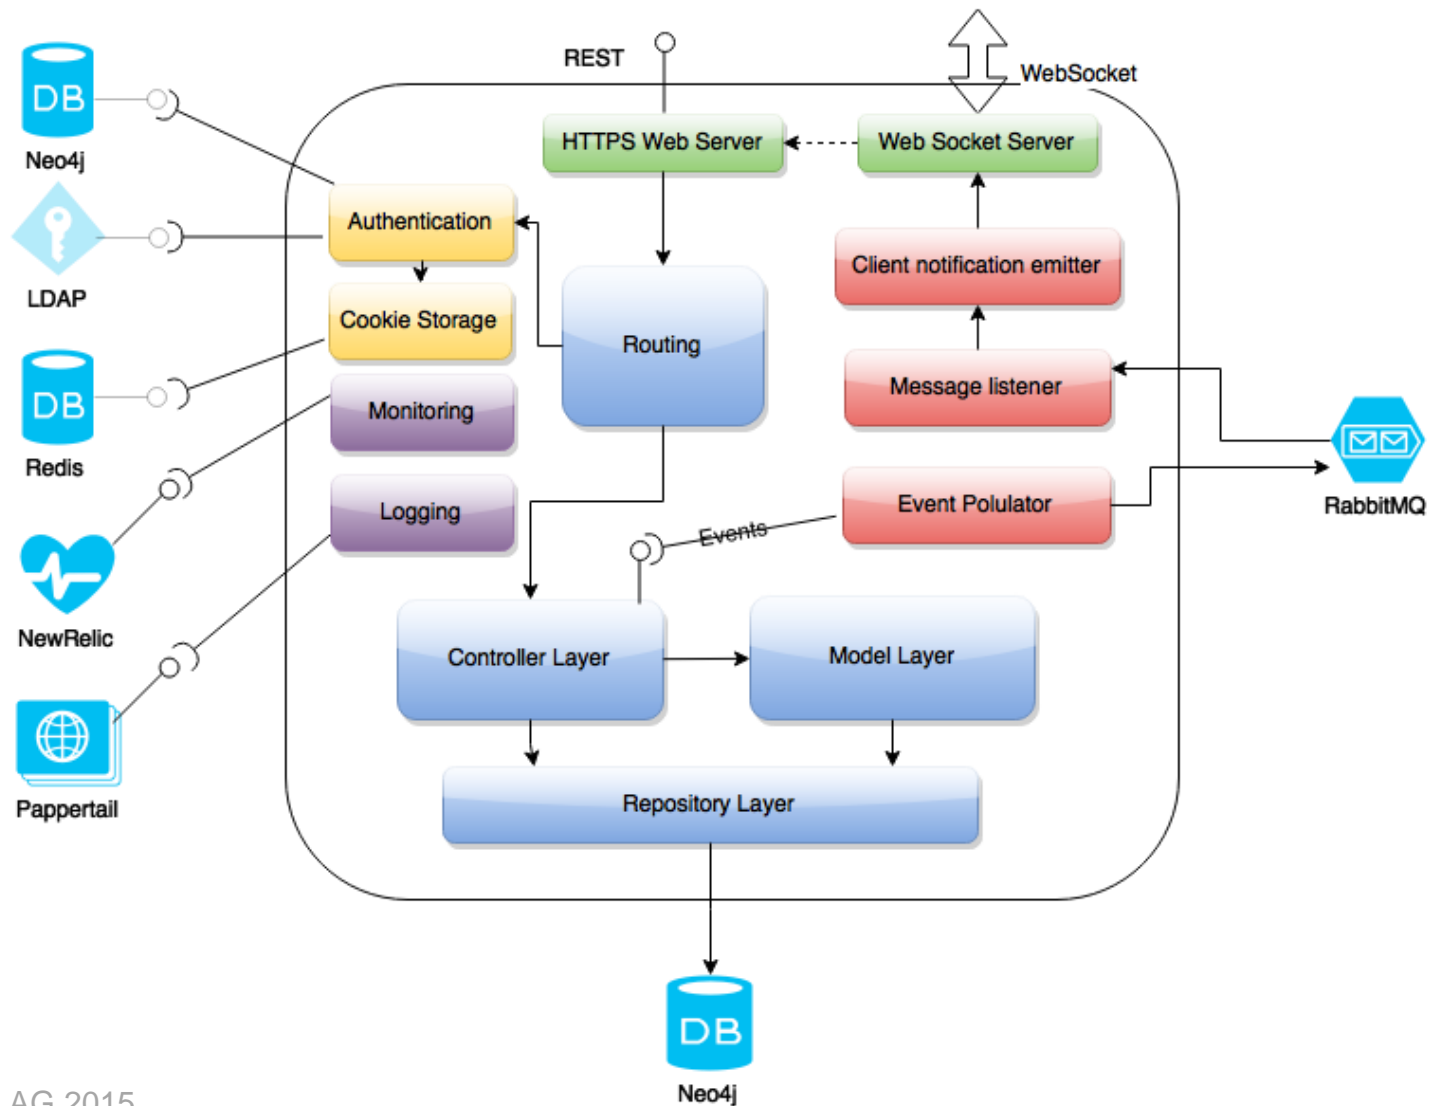 REST
WebSocket
DB
Neo4j
HTTPS Web Server
Web Socket Server
Authentication
Client notification emitter
LDAP
Cookie Storage
Routing
DB
Redis
Monitoring
Message listener
Logging
Event Polulator
RabbitMQ
Events
NewRelic
Controller Layer
Model Layer
Pappertail
Repository Layer
DB
Neo4j
AG 2015